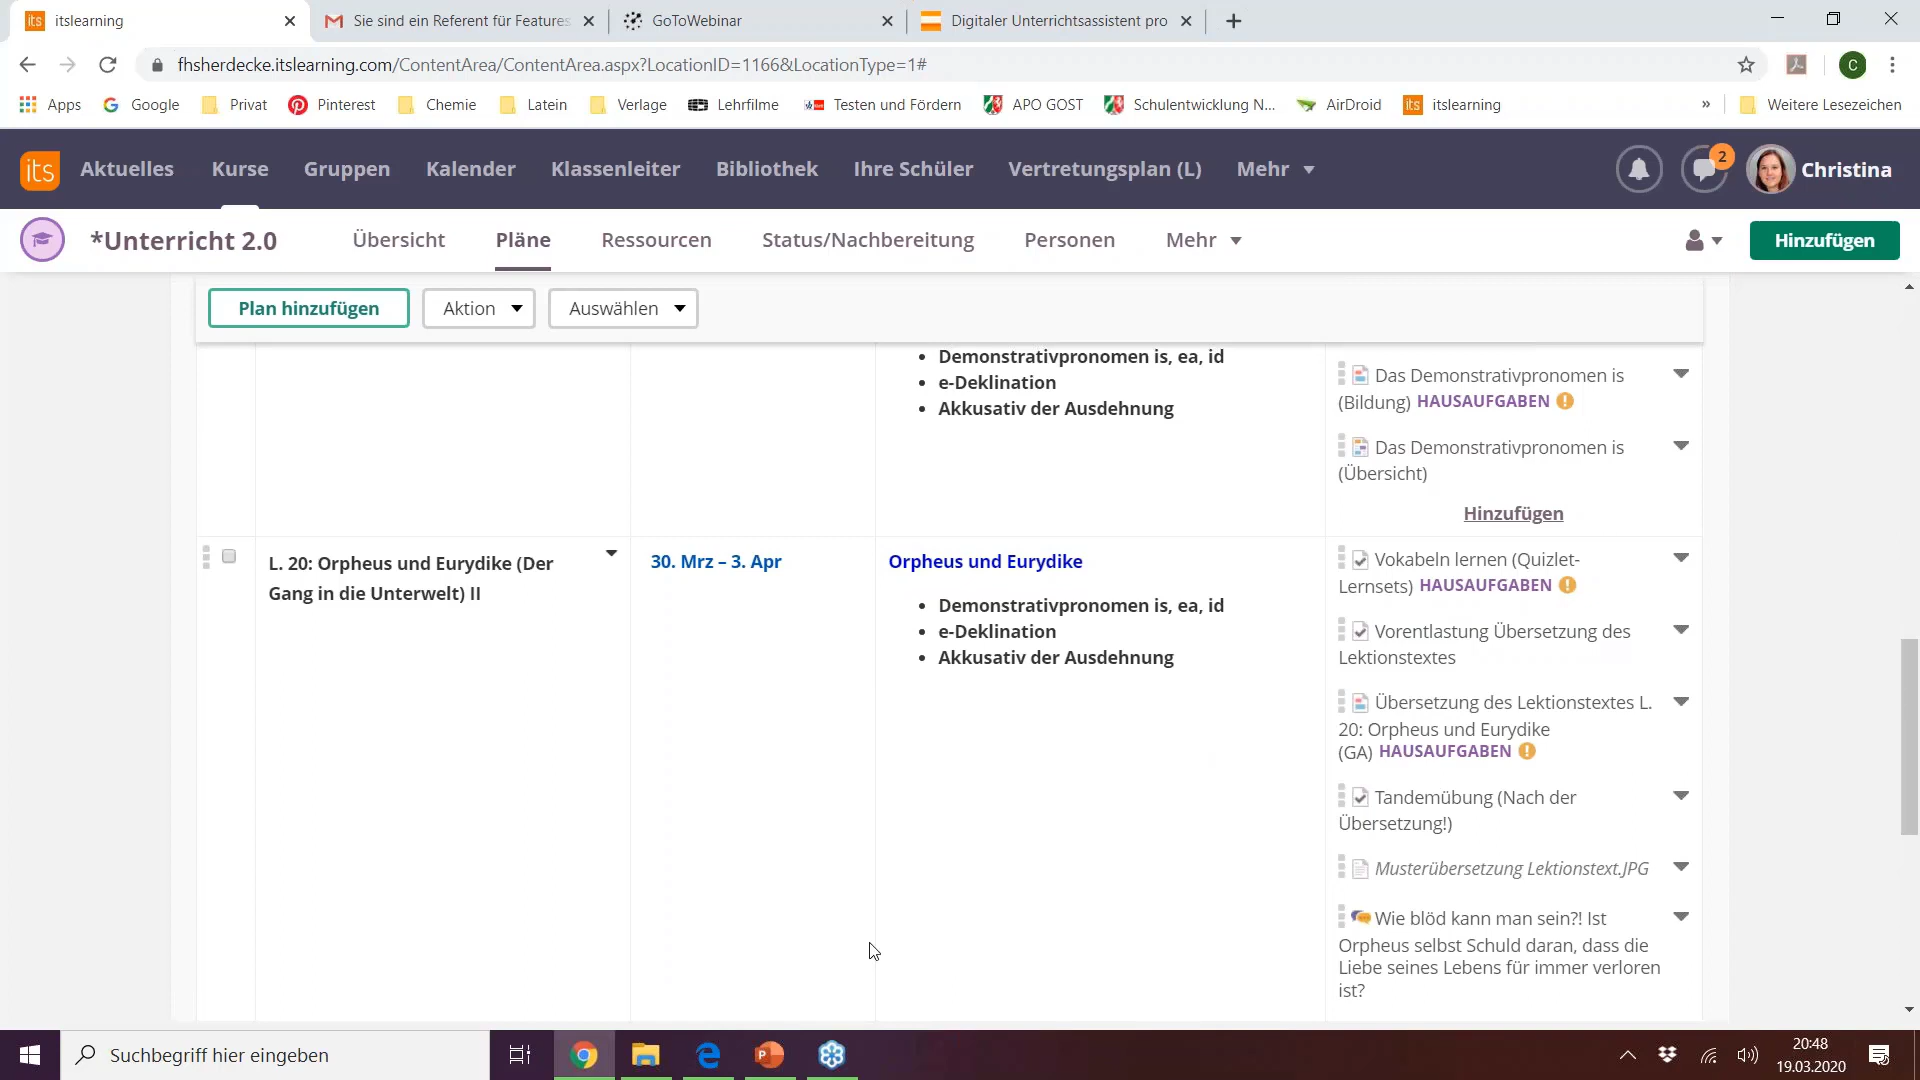 its itslearning
Sie sind ein Referent für Features
GoToWebinar
Digitaler Unterrichtsassistent pro
fhsherdecke.itslearning.com/ContentArea/ContentArea.aspx?LocationID=1166&LocationType=1#
C
Apps Google Privat Pinterest Chemie Latein Verlage Lehrfilme Testen und Fördern APO GOST Schulentwicklung N... AirDroid its itslearning » Weitere Lesezeichen
its Aktuelles Kurse Gruppen Kalender Klassenleiter Bibliothek Ihre Schüler Vertretungsplan (L) Mehr 2 Christina
*Unterricht 2.0 Übersicht Pläne Ressourcen Status/Nachbereitung Personen Mehr Hinzufügen
Plan hinzufügen Aktion Auswählen
• Demonstrativpronomen is, ea, id
• e-Deklination
• Akkusativ der Ausdehnung
Das Demonstrativpronomen is
(Bildung) HAUSAUFGABEN !
Das Demonstrativpronomen is
(Übersicht)
Hinzufügen
L. 20: Orpheus und Eurydike (Der
Gang in die Unterwelt) II
30. Mrz – 3. Apr
Orpheus und Eurydike
• Demonstrativpronomen is, ea, id
• e-Deklination
• Akkusativ der Ausdehnung
Vokabeln lernen (Quizlet-
Lernsets) HAUSAUFGABEN !
Vorentlastung Übersetzung des
Lektionstextes
Übersetzung des Lektionstextes L.
20: Orpheus und Eurydike
(GA) HAUSAUFGABEN !
Tandemübung (Nach der
Übersetzung!)
Musterübersetzung Lektionstext.JPG
Wie blöd kann man sein?! Ist
Orpheus selbst Schuld daran, dass die
Liebe seines Lebens für immer verloren
ist?
Suchbegriff hier eingeben
20:48
19.03.2020